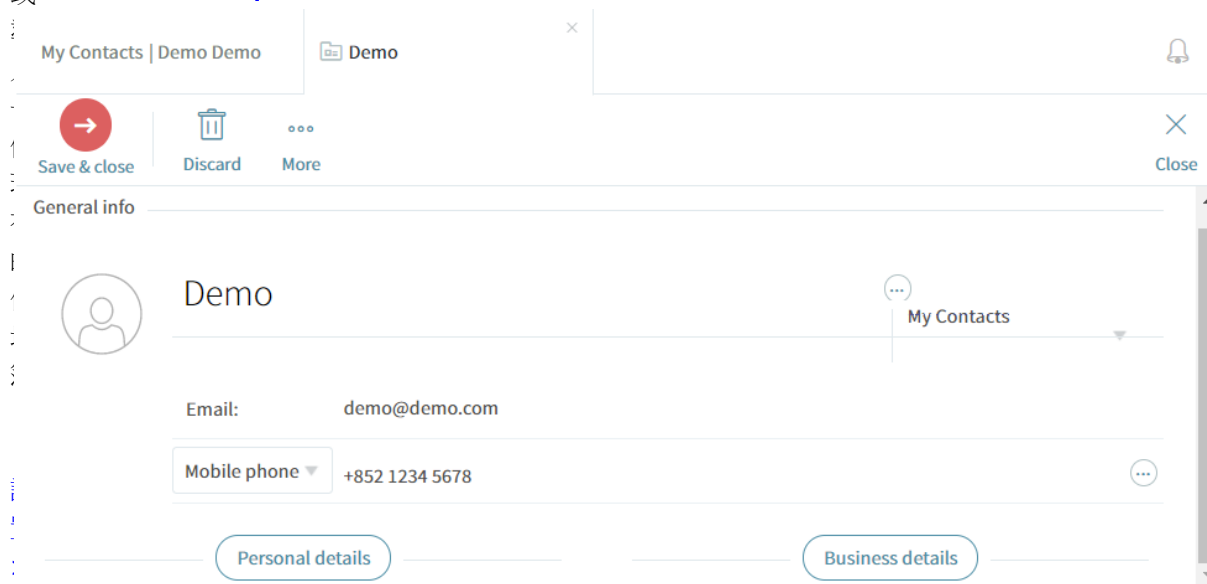 My Contacts | Demo Demo
Demo
Save & close
Discard
More
Close
General info
Demo
My Contacts
Email: demo@demo.com
Mobile phone +852 1234 5678
Personal details
Business details